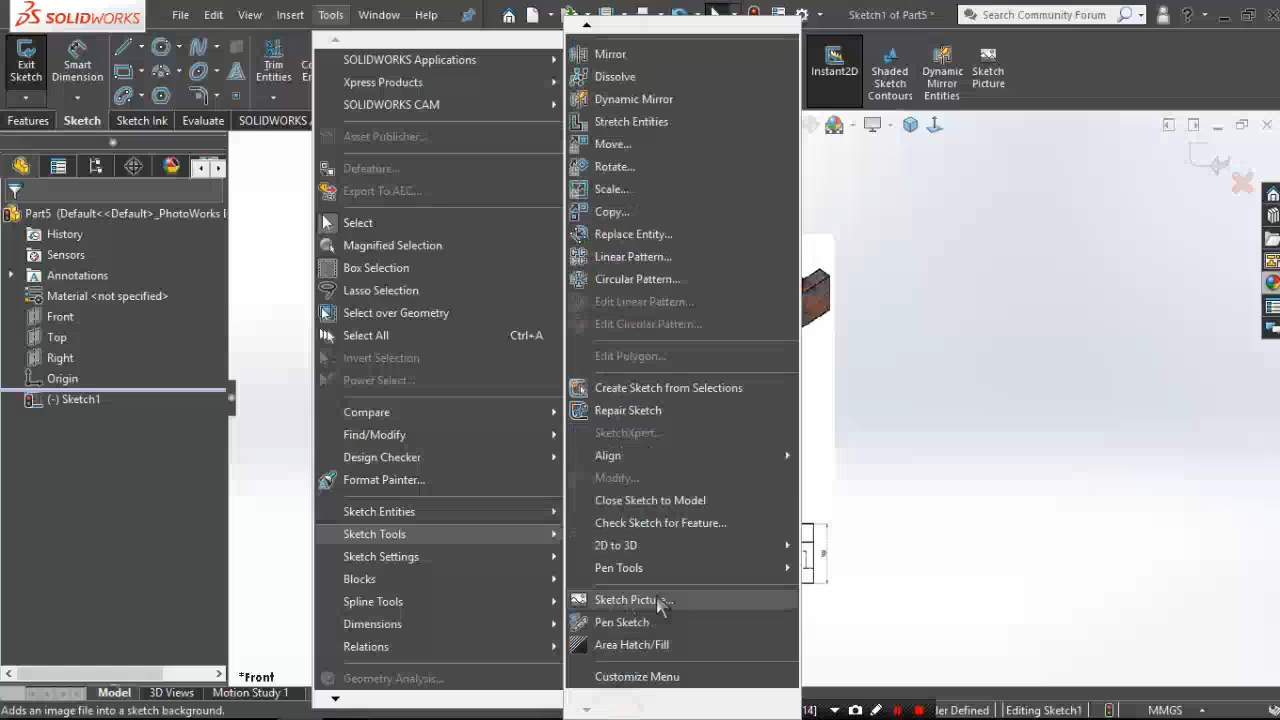 SOLIDWORKS
File Edit View Insert Tools Window Help
Sketch1 of Part5 *
Search Community Forum
Exit Sketch
Smart Dimension
Trim Entities
Instant2D
Shaded Sketch Contours
Dynamic Mirror Entities
Sketch Picture
Features Sketch Sketch Ink Evaluate SOLIDWORKS
Part5 (Default<<Default>_PhotoWorks
History
Sensors
Annotations
Material <not specified>
Front
Top
Right
Origin
(-) Sketch1
SOLIDWORKS Applications
Xpress Products
SOLIDWORKS CAM
Asset Publisher...
Defeature...
Export To AEC...
Select
Magnified Selection
Box Selection
Lasso Selection
Select over Geometry
Select All Ctrl+A
Invert Selection
Power Select...
Compare
Find/Modify
Design Checker
Format Painter...
Sketch Entities
Sketch Tools
Sketch Settings
Blocks
Spline Tools
Dimensions
Relations
Geometry Analysis...
Mirror
Dissolve
Dynamic Mirror
Stretch Entities
Move...
Rotate...
Scale...
Copy...
Replace Entity...
Linear Pattern...
Circular Pattern...
Edit Linear Pattern...
Edit Circular Pattern...
Edit Polygon...
Create Sketch from Selections
Repair Sketch
SketchXpert...
Align
Modify...
Close Sketch to Model
Check Sketch for Feature...
2D to 3D
Pen Tools
Sketch Picture...
Pen Sketch
Area Hatch/Fill
Customize Menu
*Front
Model 3D Views Motion Study 1
Adds an image file into a sketch background.
14] der Defined Editing Sketch1 MMGS